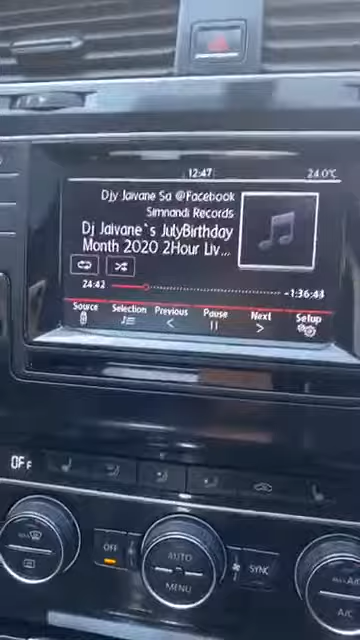 12:47
24.0°C
Djy Jaivane Sa @Facebook
Simnandi Records
Dj Jaivane`s JulyBirthday
Month 2020 2Hour Liv...
24:42
-1:36:43
Source
Selection
Previous
Pause
Next
Setup
OFF
OFF
AUTO
MENU
SYNC
A/C